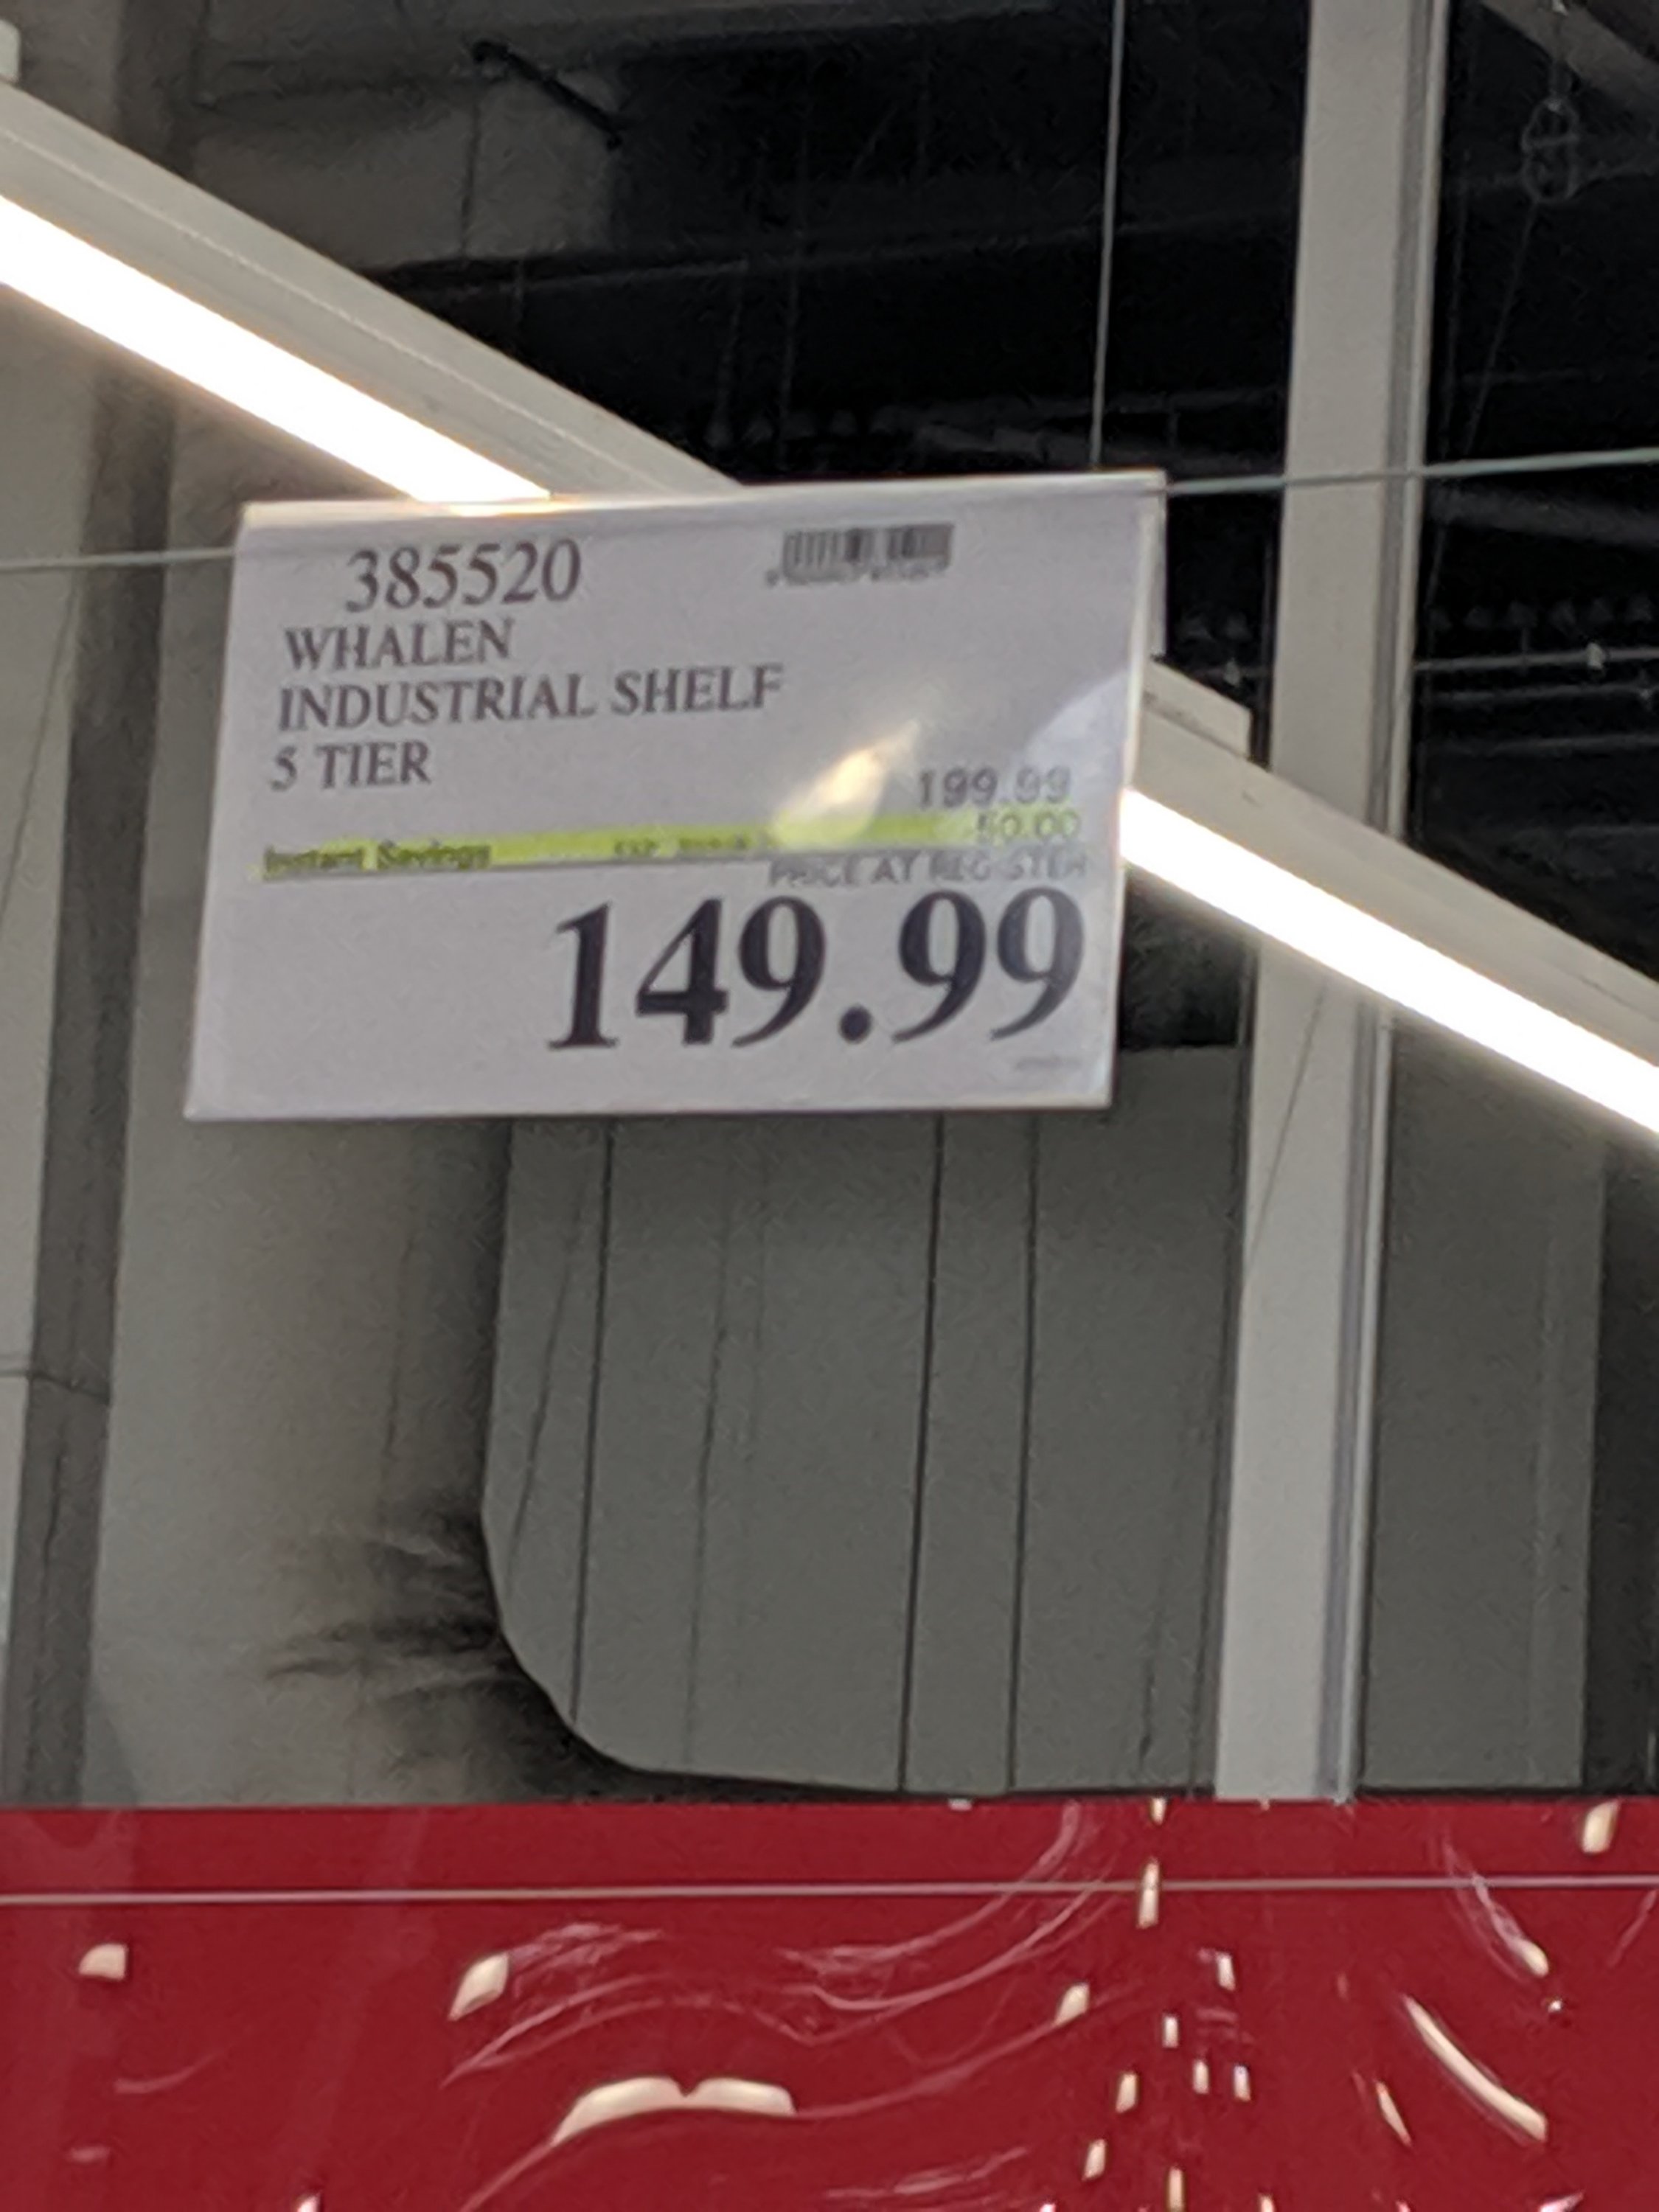 385520
WHALEN
INDUSTRIAL SHELF
5 TIER
199.99
Instant Savings 50.00
PRICE AT REGISTER
149.99